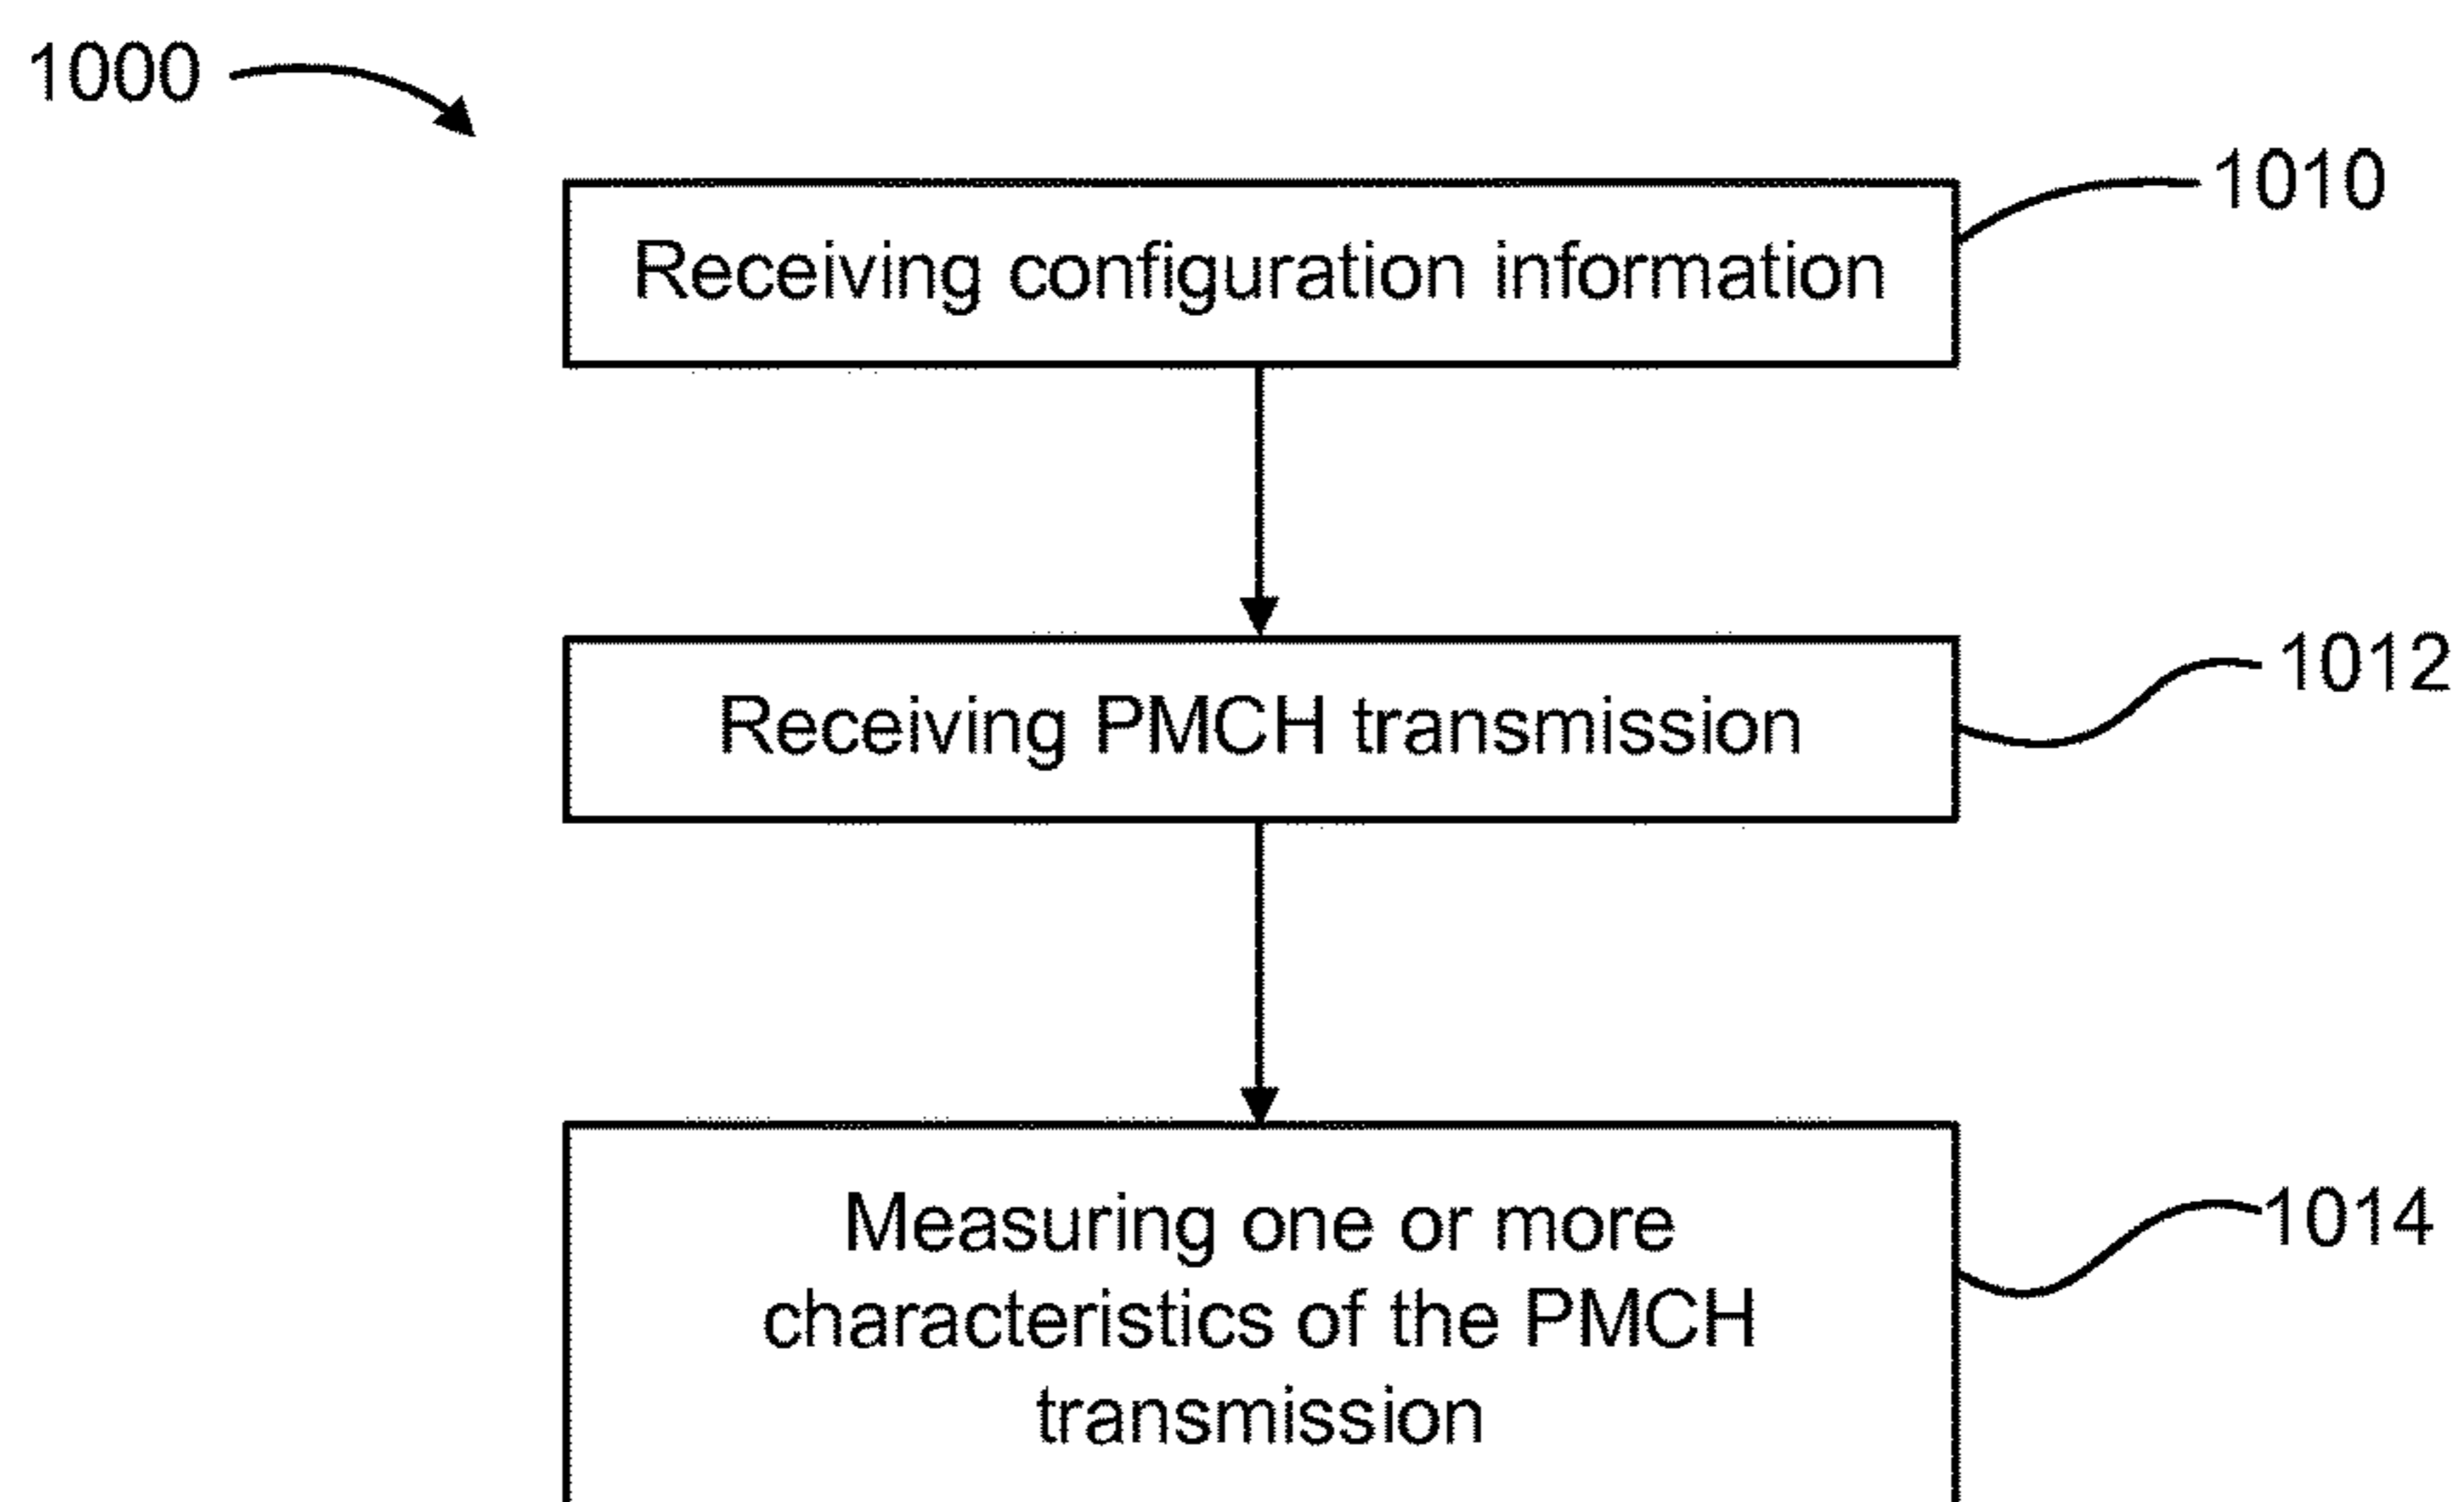 1000
1010
Receiving configuration information
1012
Receiving PMCH transmission
1014
Measuring one or more
characteristics of the PMCH
transmission